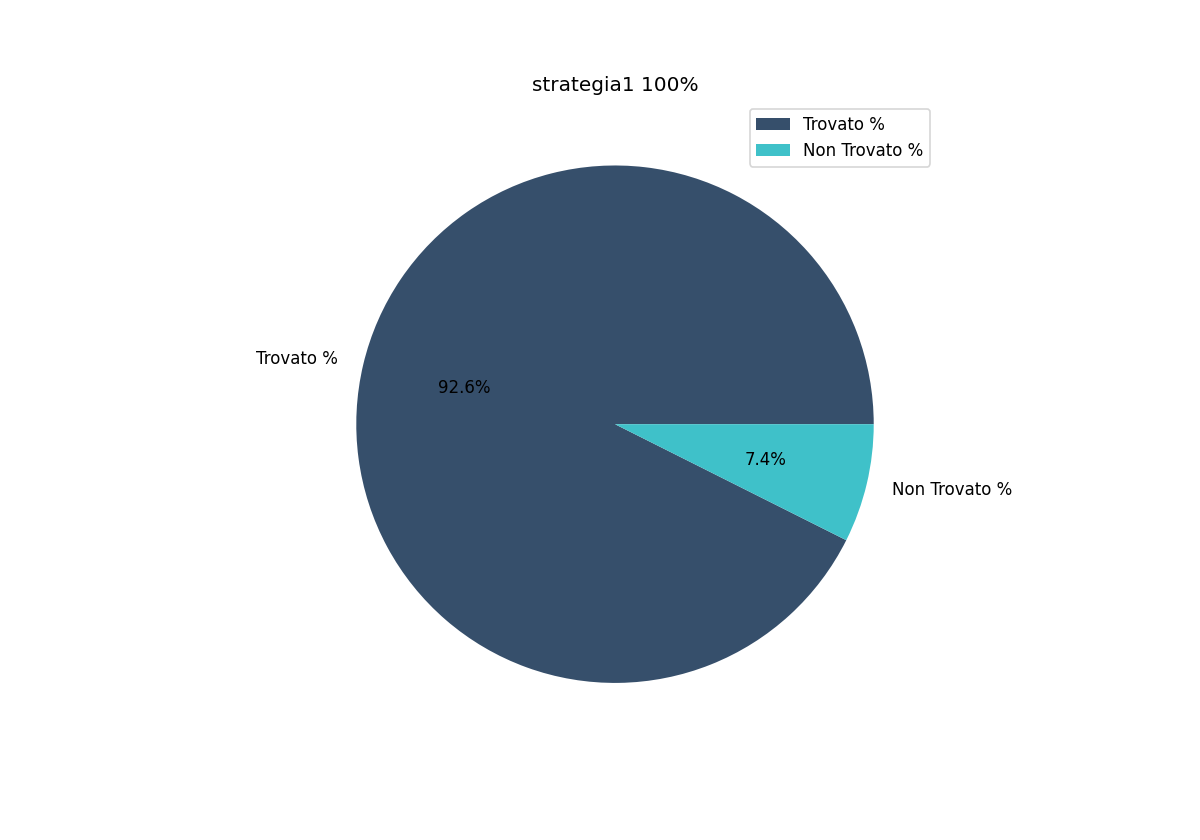 strategia1 100%
Trovato %
Non Trovato %
Trovato %
92.6%
7.4%
Non Trovato %